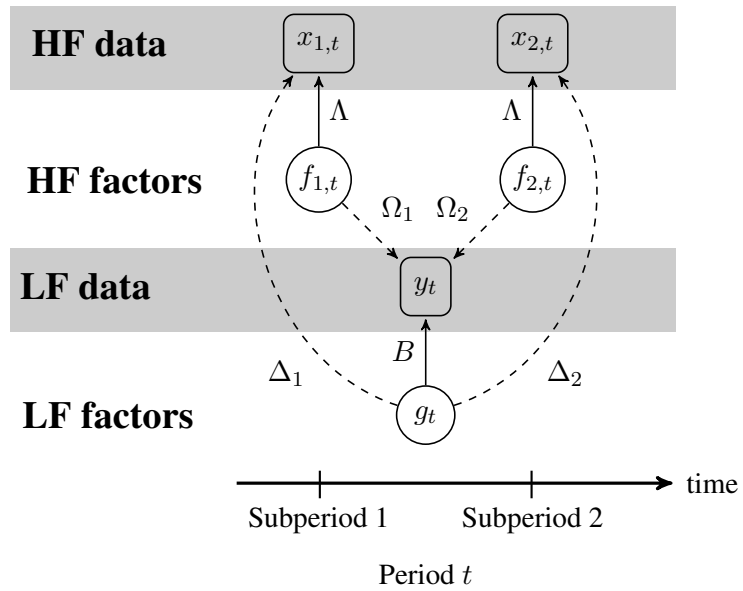 HF data
x_{1,t}
x_{2,t}
Λ
Λ
HF factors
f_{1,t}
f_{2,t}
Ω_1
Ω_2
LF data
y_t
B
Δ_1
Δ_2
LF factors
g_t
time
Subperiod 1
Subperiod 2
Period t